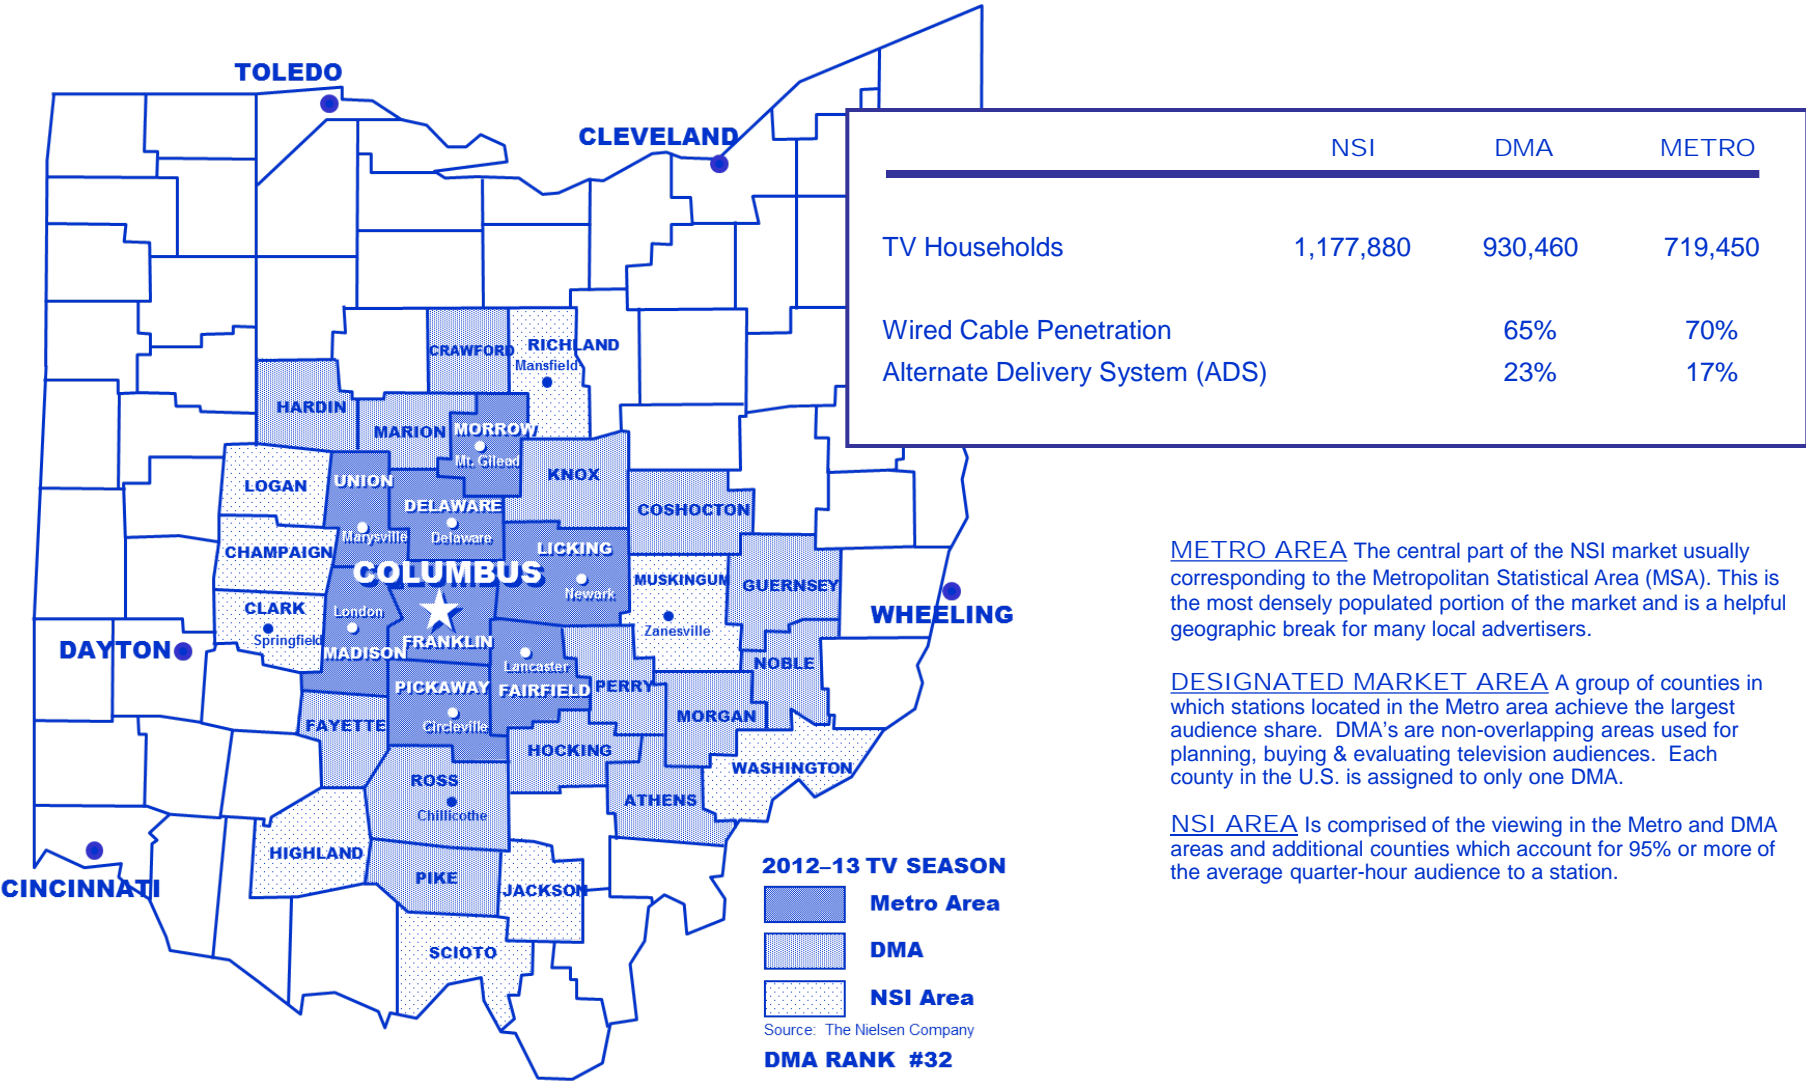 TOLEDO
CLEVELAND
NSI DMA METRO
TV Households 1,177,880 930,460 719,450
Wired Cable Penetration 65% 70%
Alternate Delivery System (ADS) 23% 17%
CRAWFORD
RICHLAND
Mansfield
HARDIN
MARION
MORROW
Mt. Gilead
KNOX
LOGAN
UNION
DELAWARE
COSHOCTON
Marysville
Delaware
LICKING
CHAMPAIGN
COLUMBUS
Newark
MUSKINGUM
GUERNSEY
CLARK
London
Springfield
FRANKLIN
Zanesville
WHEELING
DAYTON
MADISON
Lancaster
NOBLE
PICKAWAY
FAIRFIELD
PERRY
Circleville
MORGAN
FAYETTE
HOCKING
WASHINGTON
ROSS
Chillicothe
ATHENS
HIGHLAND
PIKE
JACKSON
CINCINNATI
SCIOTO
METRO AREA The central part of the NSI market usually
corresponding to the Metropolitan Statistical Area (MSA). This is
the most densely populated portion of the market and is a helpful
geographic break for many local advertisers.
DESIGNATED MARKET AREA A group of counties in
which stations located in the Metro area achieve the largest
audience share. DMA's are non-overlapping areas used for
planning, buying & evaluating television audiences. Each
county in the U.S. is assigned to only one DMA.
NSI AREA Is comprised of the viewing in the Metro and DMA
areas and additional counties which account for 95% or more of
the average quarter-hour audience to a station.
2012–13 TV SEASON
Metro Area
DMA
NSI Area
Source: The Nielsen Company
DMA RANK #32